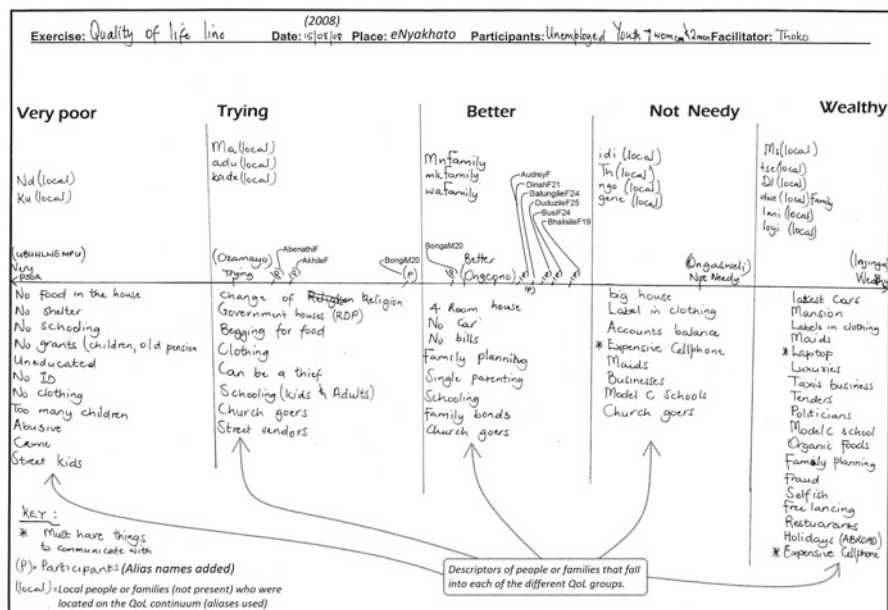 (2008)
Exercise: Quality of life line Date: 15/08/08 Place: eNyakhato Participants: Unemployed Youth 7 women & 2 men Facilitator: Thoko
Very poor
Nd (local)
Ku (local)
(UBUHLWEMPU)
Very
poba
No food in the house
No shelter
No schooling
No grants (children, old pension
Uneducated
No ID
No clothing
Too many children
Abusive
Crime
Street kids
Trying
Ma (local)
adu (local)
kade (local)
AbenathiF
AkhileF
BongiM20
(Ozamayo)
Trying
(P)
(P)
(P)
change of Religion
Government houses (RDP)
Begging for food
Clothing
Can be a thief
Schooling (kids & Adults)
Church goers
Street vendors
Better
Mnfamily
mkfamily
wafamily
AudreyF
DinahF21
BalungileF24
DuduzileF25
BusiF24
BhalisileF19
BongaM20
(P)
Better
(Ongcono)
(P)
4 Room house
No car
No bills
Family planning
Single parenting
Schooling
Family bonds
Church goers
Not Needy
idi (local)
Th (local)
ngo (local)
gene (local)
(Ongasweli)
Not Needy
big house
Label in clothing
Accounts balance
* Expensive Cellphone
Maids
Businesses
Model C schools
Church goers
Wealthy
Ms (local)
tse (local)
Dl (local)
dwe (local) Family
lani (local)
loyi (local)
(Injinga)
Wealthy
latest Cars
Mansion
Labels in clothing
Maids
* Laptop
Luxuries
Taxis business
Tenders
Politicians
Model C school
Organic Foods
Family planning
Fraud
Selfish
Free lancing
Restuarants
Holidays (ABROAD)
* Expensive Cellphone
KEY :
* Must have things
to communicate with
(P) = Participants (Alias names added)
(local) = Local people or families (not present) who were
located on the QoL continuum (aliases used)
Descriptors of people or families that fall
into each of the different QoL groups.